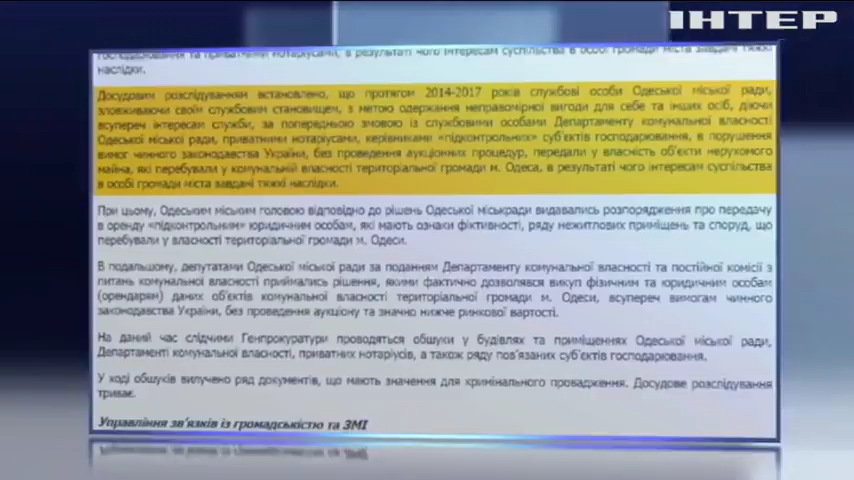 ІНТЕР
господарювання та приватними нотаріусами, в результаті чого інтересам суспільства в особі громади міста завдані тяжкі
наслідки.
Досудовим розслідуванням встановлено, що протягом 2014-2017 років службові особи Одеської міської ради,
зловживаючи своїм службовим становищем, з метою одержання неправомірної вигоди для себе та інших осіб, діючи
всупереч інтересам служби, за попередньою змовою із службовими особами Департаменту комунальної власності
Одеської міської ради, приватними нотаріусами, керівниками «підконтрольних» суб'єктів господарювання, в порушення
вимог чинного законодавства України, без проведення аукціонних процедур, передали у власність об'єкти нерухомого
майна, які перебували у комунальній власності територіальної громади м. Одеса, в результаті чого інтересам суспільства
в особі громади міста завдані тяжкі наслідки.
При цьому, Одеським міським головою відповідно до рішень Одеської міськради видавались розпорядження про передачу
в оренду «підконтрольним» юридичним особам, які мають ознаки фіктивності, ряду нежитлових приміщень та споруд, що
перебували у власності територіальної громади м. Одеси.
В подальшому, депутатами Одеської міської ради за поданням Департаменту комунальної власності та постійної комісії з
питань комунальної власності приймались рішення, якими фактично дозволявся викуп фізичним та юридичним особам
(орендарям) даних об'єктів комунальної власності територіальної громади м. Одеси, всупереч вимогам чинного
законодавства України, без проведення аукціону та значно нижче ринкової вартості.
На даний час слідчими Генпрокуратури проводяться обшуки у будівлях та приміщеннях Одеської міської ради,
Департаменті комунальної власності, приватних нотаріусів, а також ряду пов'язаних суб'єктів господарювання.
У ході обшуків вилучено ряд документів, що мають значення для кримінального провадження. Досудове розслідування
триває.
Управління зв'язків із громадськістю та ЗМІ